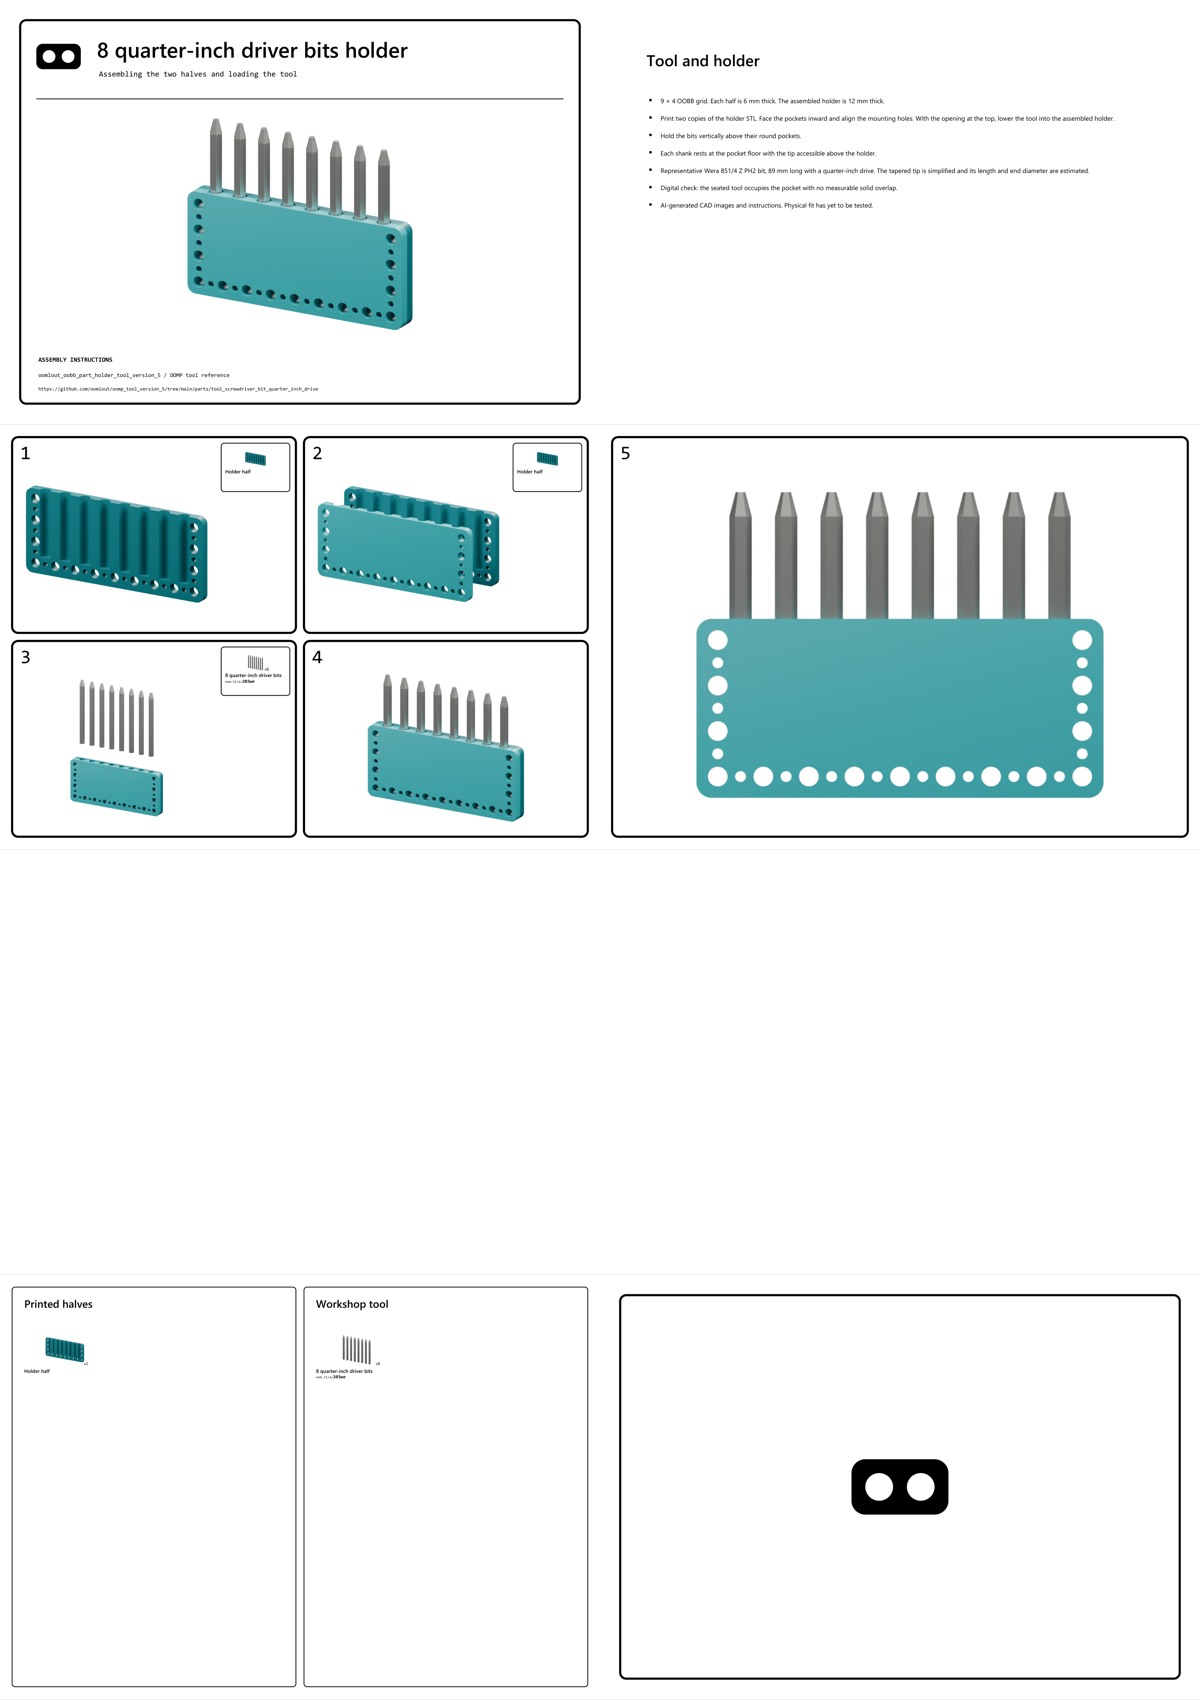 8 quarter-inch driver bits holder
Assembling the two halves and loading the tool
ASSEMBLY INSTRUCTIONS
oomlout_oobb_part_holder_tool_version_5 / OOMP tool reference
https://github.com/oomlout/oomp_tool_version_5/tree/main/parts/tool_screwdriver_bit_quarter_inch_drive
Tool and holder
• 9 × 4 OOBB grid. Each half is 6 mm thick. The assembled holder is 12 mm thick.
• Print two copies of the holder STL. Face the pockets inward and align the mounting holes. With the opening at the top, lower the tool into the assembled holder.
• Hold the bits vertically above their round pockets.
• Each shank rests at the pocket floor with the tip accessible above the holder.
• Representative Wera 851/4 Z PH2 bit, 89 mm long with a quarter-inch drive. The tapered tip is simplified and its length and end diameter are estimated.
• Digital check: the seated tool occupies the pocket with no measurable solid overlap.
• AI-generated CAD images and instructions. Physical fit has yet to be tested.
1
Holder half
2
Holder half
3
x8
8 quarter-inch driver bits
oom.lt/s/203wo
4
5
Printed halves
x2
Holder half
Workshop tool
x8
8 quarter-inch driver bits